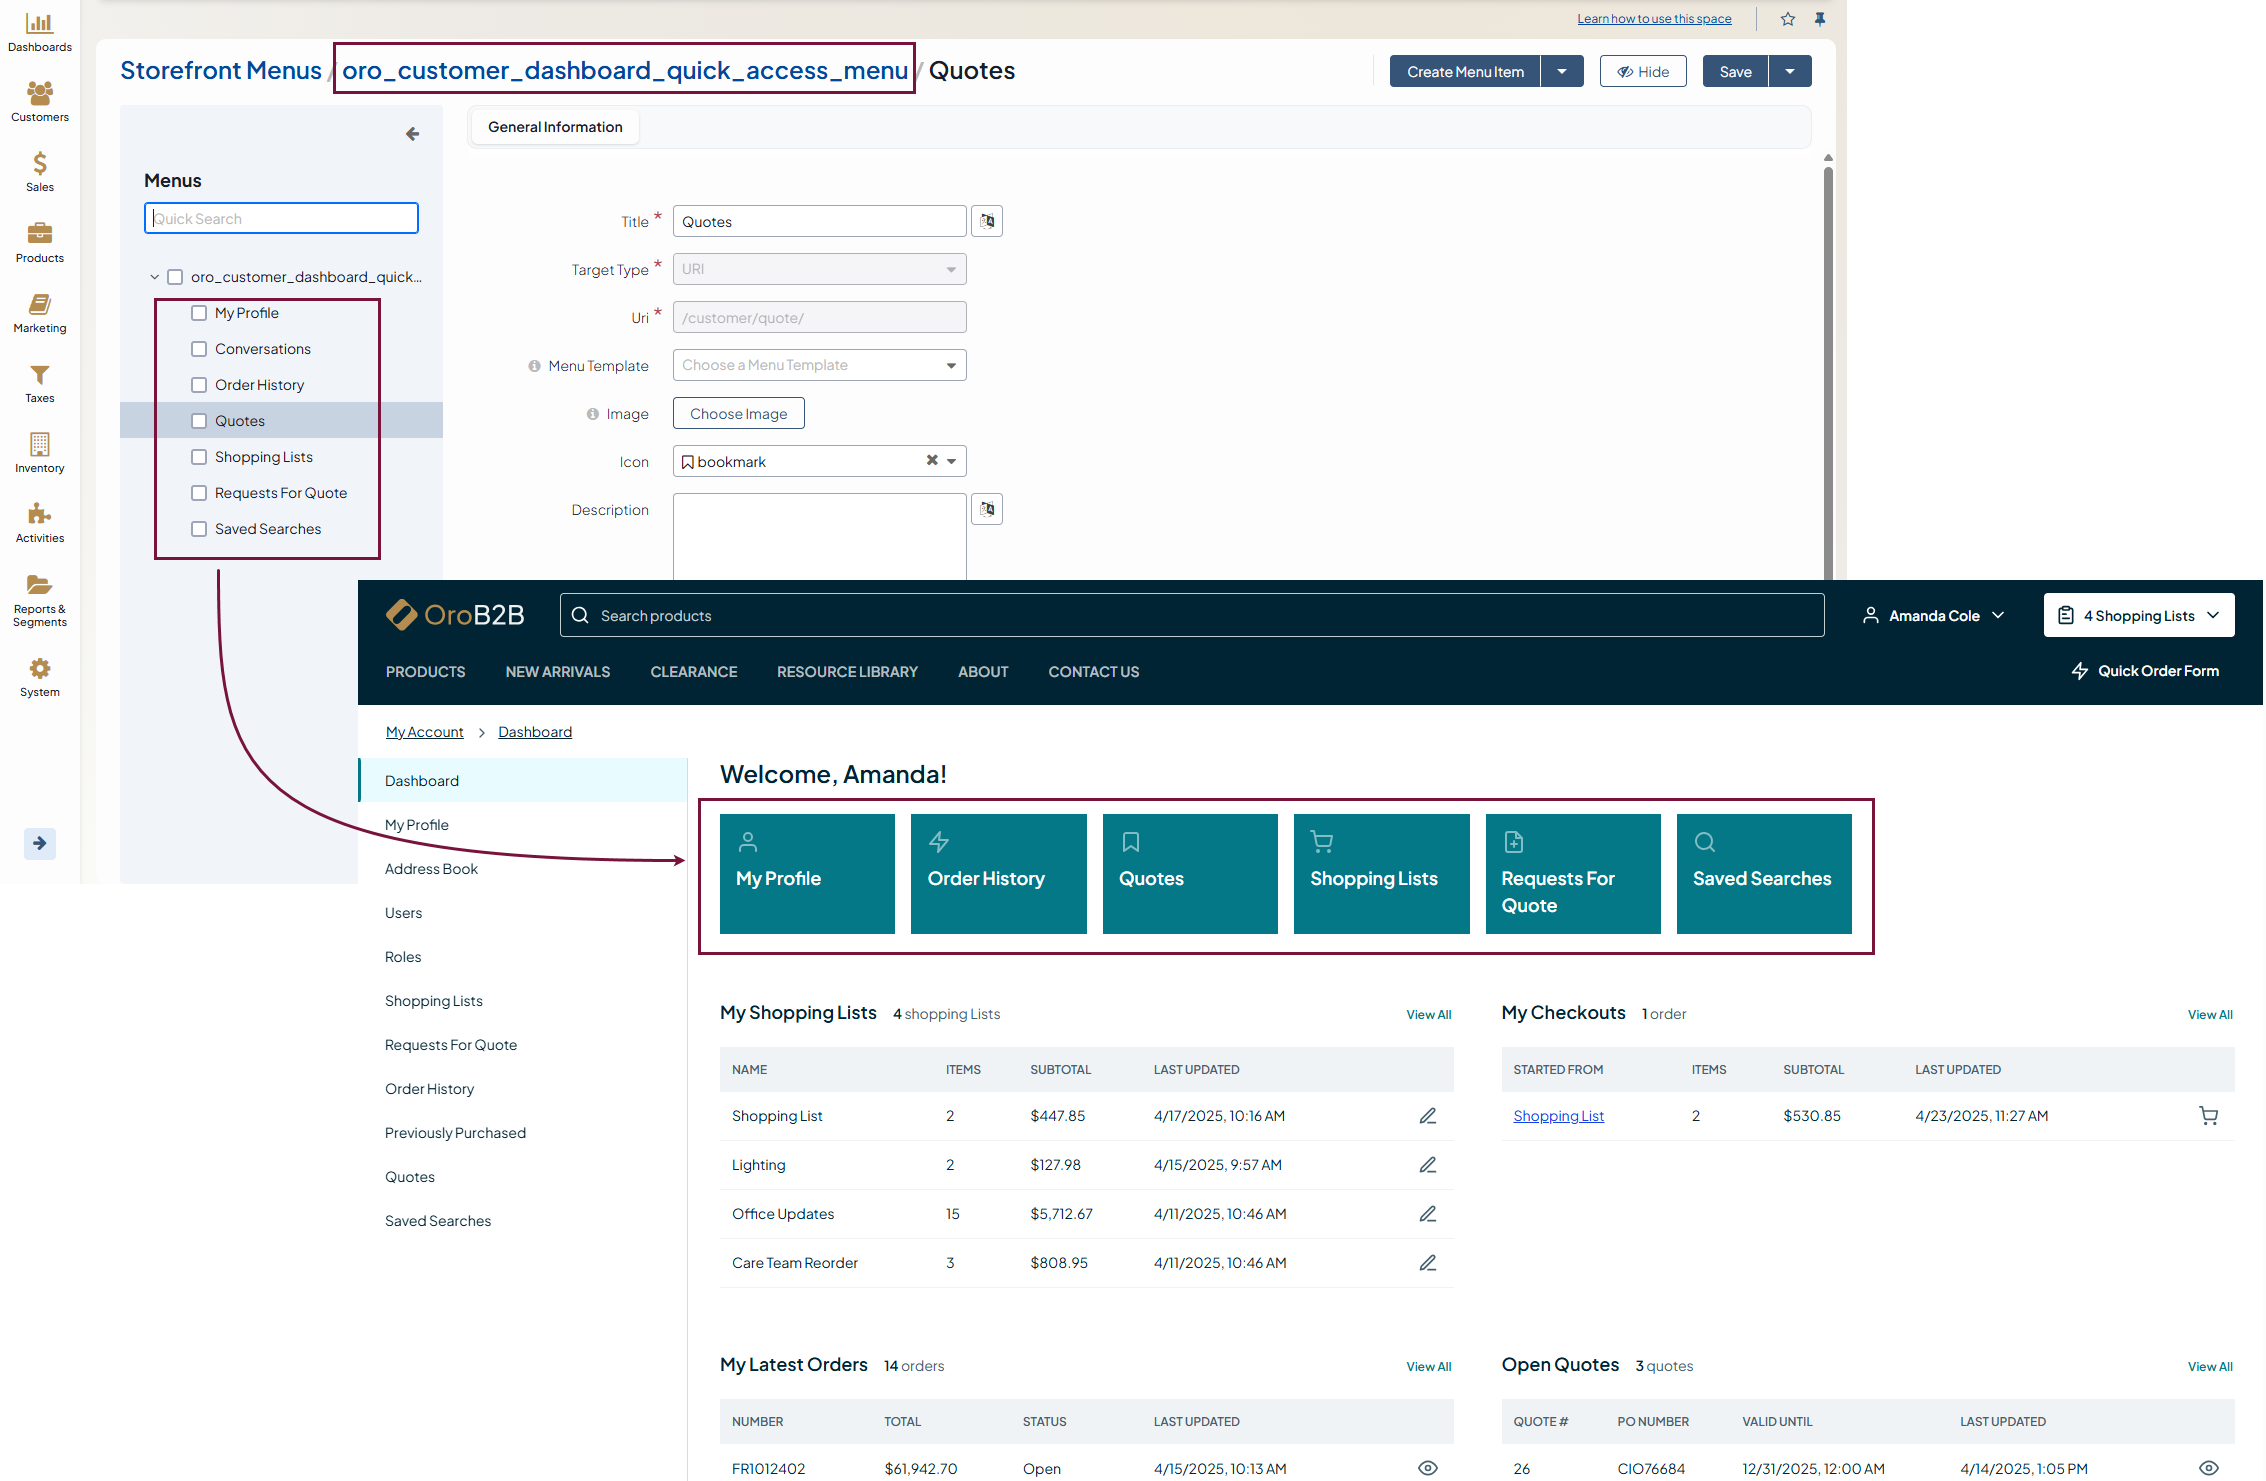 Learn how to use this space
Dashboards
Customers
Sales
Products
Marketing
Taxes
Inventory
Activities
Reports &
Segments
System
Storefront Menus / oro_customer_dashboard_quick_access_menu / Quotes
Create Menu Item
Hide
Save
General Information
Menus
Quick Search
oro_customer_dashboard_quick...
My Profile
Conversations
Order History
Quotes
Shopping Lists
Requests For Quote
Saved Searches
Title * Quotes
Target Type * URI
Uri * /customer/quote/
Menu Template Choose a Menu Template
Image Choose Image
Icon bookmark
Description
OroB2B
Search products
Amanda Cole
4 Shopping Lists
PRODUCTS NEW ARRIVALS CLEARANCE RESOURCE LIBRARY ABOUT CONTACT US
Quick Order Form
My Account > Dashboard
Dashboard
My Profile
Address Book
Users
Roles
Shopping Lists
Requests For Quote
Order History
Previously Purchased
Quotes
Saved Searches
Welcome, Amanda!
My Profile
Order History
Quotes
Shopping Lists
Requests For
Quote
Saved Searches
My Shopping Lists 4 shopping Lists View All
NAME ITEMS SUBTOTAL LAST UPDATED
Shopping List 2 $447.85 4/17/2025, 10:16 AM
Lighting 2 $127.98 4/15/2025, 9:57 AM
Office Updates 15 $5,712.67 4/11/2025, 10:46 AM
Care Team Reorder 3 $808.95 4/11/2025, 10:46 AM
My Checkouts 1 order View All
STARTED FROM ITEMS SUBTOTAL LAST UPDATED
Shopping List 2 $530.85 4/23/2025, 11:27 AM
My Latest Orders 14 orders View All
NUMBER TOTAL STATUS LAST UPDATED
FR1012402 $61,942.70 Open 4/15/2025, 10:13 AM
Open Quotes 3 quotes View All
QUOTE # PO NUMBER VALID UNTIL LAST UPDATED
26 CIO76684 12/31/2025, 12:00 AM 4/14/2025, 1:05 PM